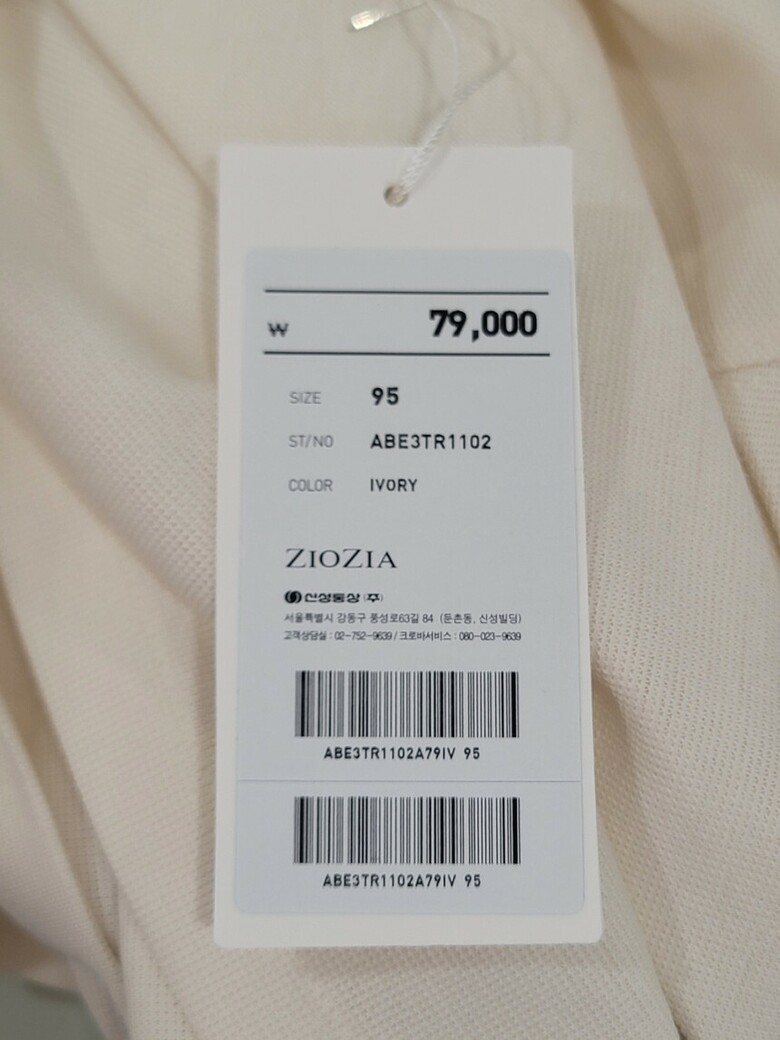 ₩ 79,000
SIZE 95
ST/NO ABE3TR1102
COLOR IVORY
ZIOZIA
신성통상 (주)
서울특별시 강동구 풍성로63길 84 (둔촌동, 신성빌딩)
고객상담실 : 02-752-9639 / 크로바서비스 : 080-023-9639
ABE3TR1102A79IV 95
ABE3TR1102A79IV 95